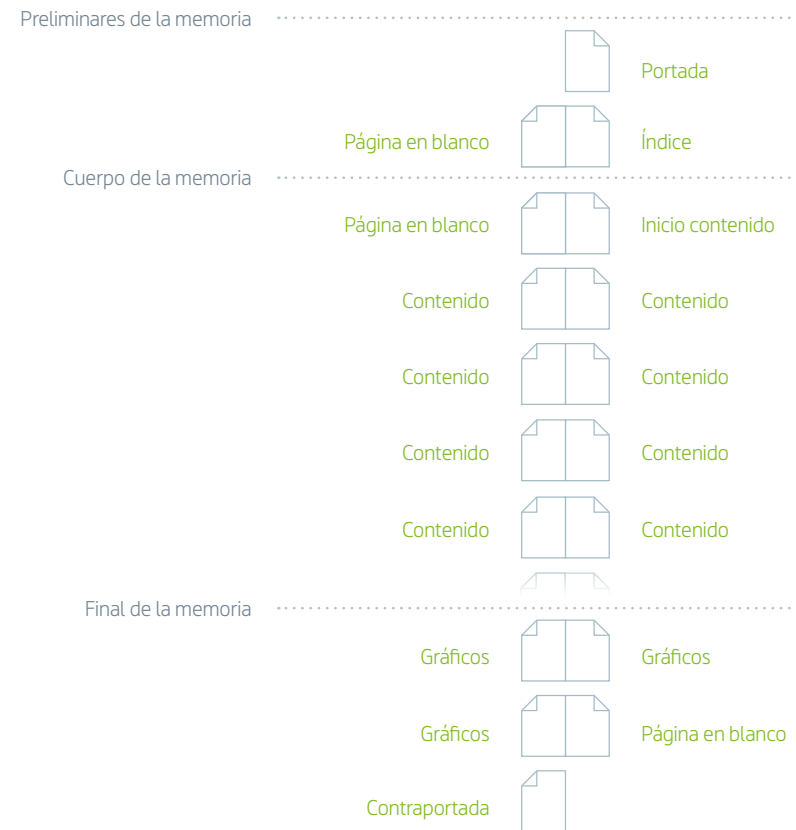 Preliminares de la memoria
Portada
Página en blanco Índice
Cuerpo de la memoria
Página en blanco Inicio contenido
Contenido Contenido
Contenido Contenido
Contenido Contenido
Contenido Contenido
Final de la memoria
Gráficos Gráficos
Gráficos Página en blanco
Contraportada